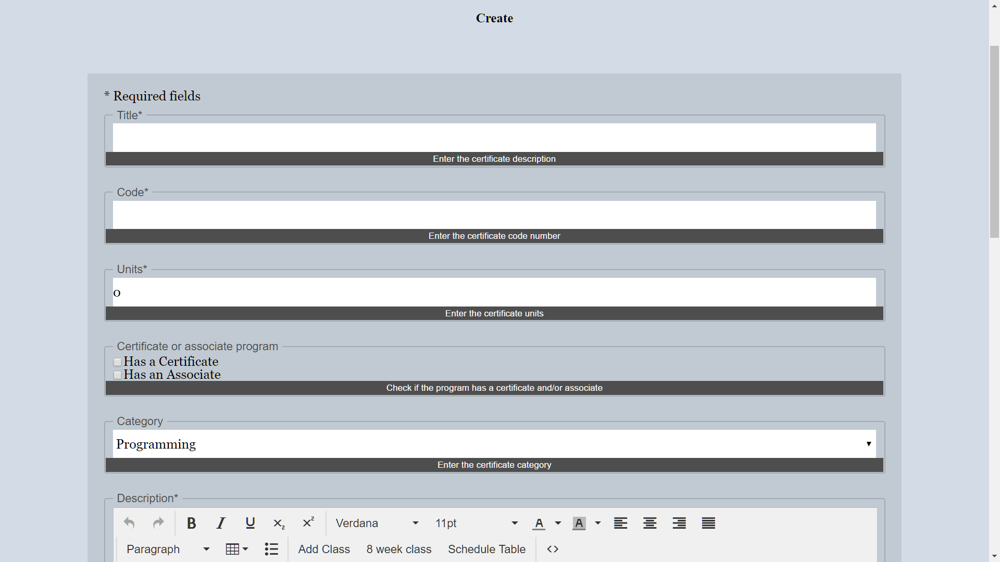 Create
* Required fields
Title*
Enter the certificate description
Code*
Enter the certificate code number
Units*
0
Enter the certificate units
Certificate or associate program
Has a Certificate
Has an Associate
Check if the program has a certificate and/or associate
Category
Programming
Enter the certificate category
Description*
B I U X₂ X² Verdana 11pt A A
Paragraph Add Class 8 week class Schedule Table <>